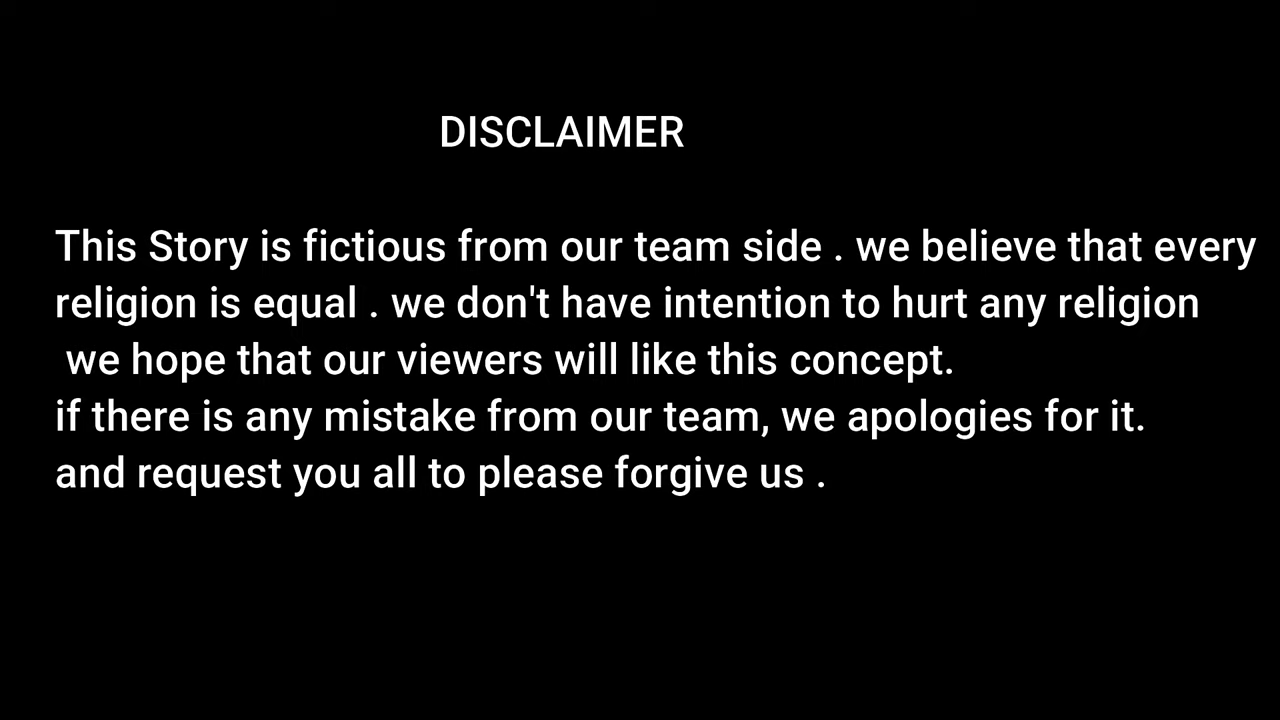 DISCLAIMER
This Story is fictious from our team side . we believe that every
religion is equal . we don't have intention to hurt any religion
we hope that our viewers will like this concept.
if there is any mistake from our team, we apologies for it.
and request you all to please forgive us .